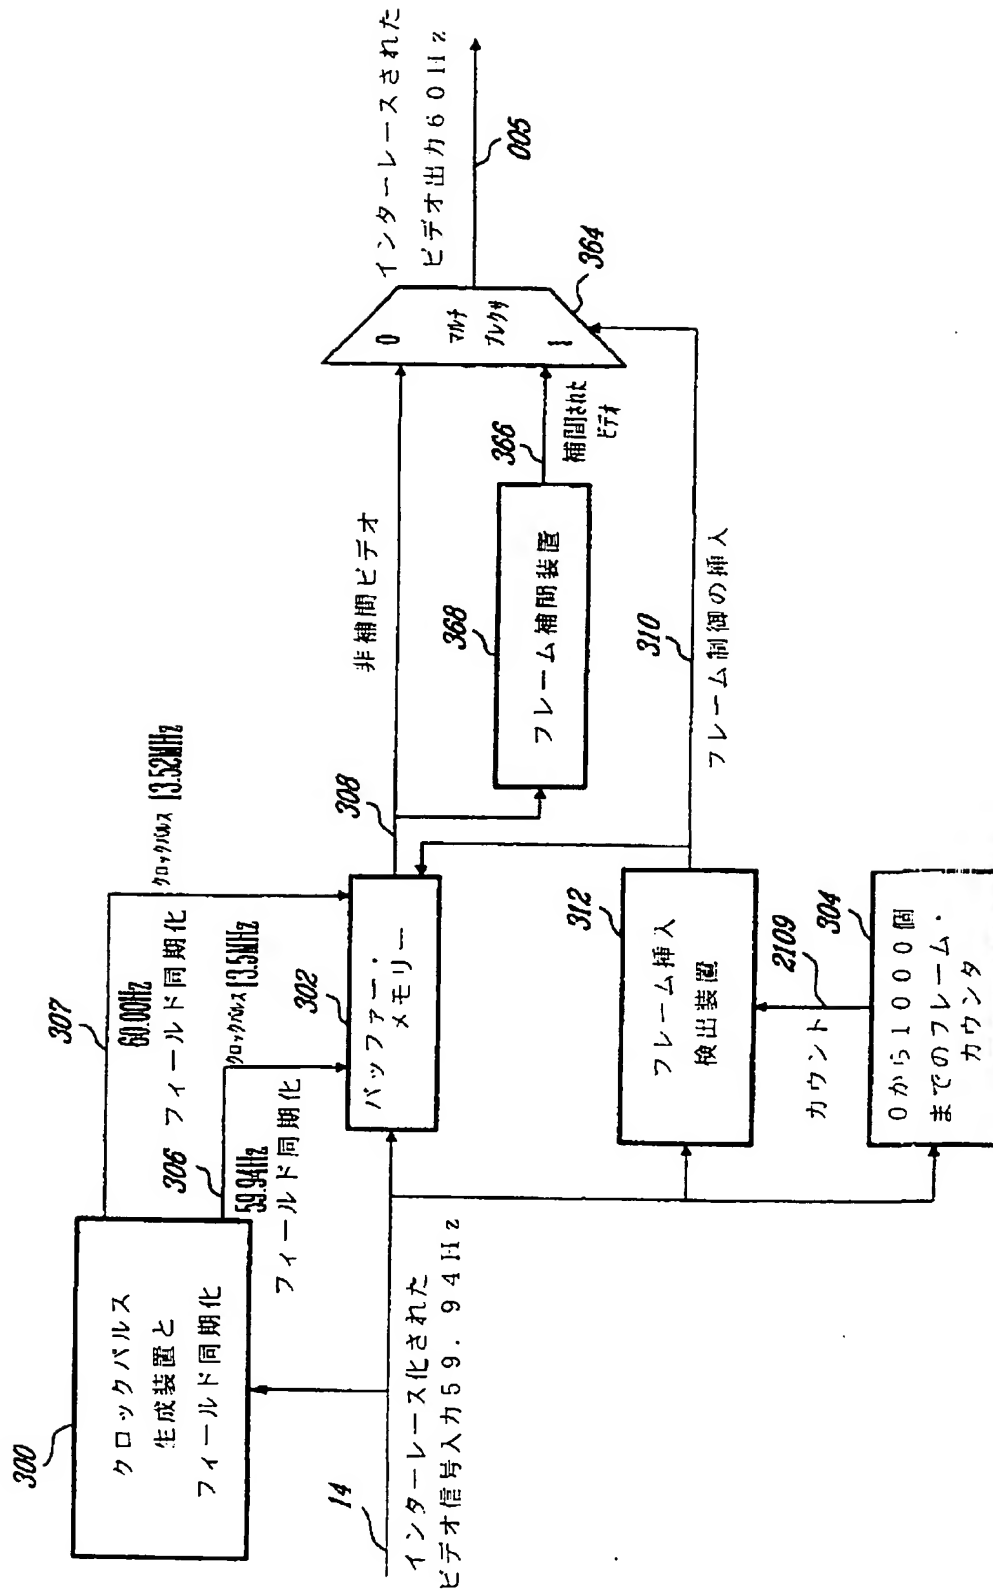 300
クロックパルス
生成装置と
フィールド同期化
307
60.00Hz
フィールド同期化
クロックパルス 13.52MHz
306
59.94Hz
フィールド同期化
クロックパルス 13.5MHz
14
インターレース化された
ビデオ信号入力59.94Hz
302
バッファー・
メモリー
308
非補間ビデオ
368
フレーム補間装置
366
補間された
ビデオ
0
マルチ
プレクサ
1
364
インターレースされた
ビデオ出力60Hz
005
312
フレーム挿入
検出装置
310
フレーム制御の挿入
カウント
2109
304
0から1000個
までのフレーム・
カウンタ